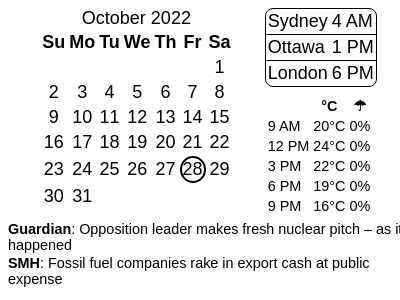 October 2022
Su Mo Tu We Th Fr Sa
1
2 3 4 5 6 7 8
9 10 11 12 13 14 15
16 17 18 19 20 21 22
23 24 25 26 27 28 29
30 31
Sydney 4 AM
Ottawa 1 PM
London 6 PM
°C ☂
9 AM 20°C 0%
12 PM 24°C 0%
3 PM 22°C 0%
6 PM 19°C 0%
9 PM 16°C 0%
Guardian: Opposition leader makes fresh nuclear pitch – as it
happened
SMH: Fossil fuel companies rake in export cash at public
expense